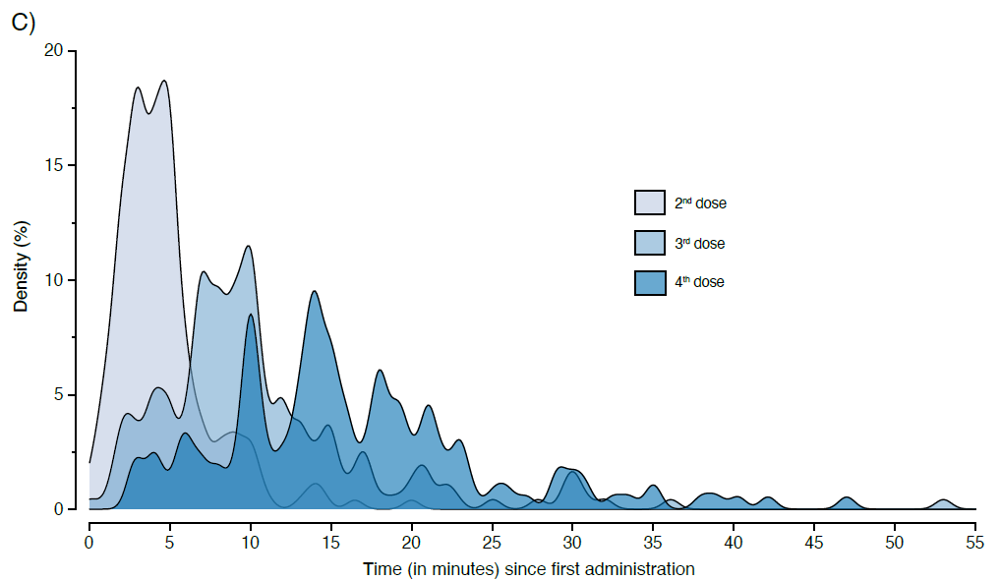 C)
20
15
10
5
0
Density (%)
2ⁿᵈ dose
3ʳᵈ dose
4ᵗʰ dose
0 5 10 15 20 25 30 35 40 45 50 55
Time (in minutes) since first administration